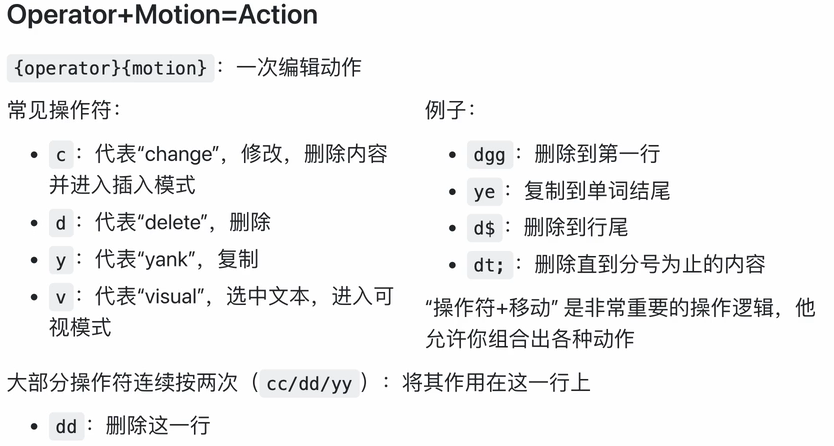 Operator+Motion=Action
{operator}{motion}：一次编辑动作
常见操作符：
• c：代表“change”，修改，删除内容
并进入插入模式
• d：代表“delete”，删除
• y：代表“yank”，复制
• v：代表“visual”，选中文本，进入可
视模式
例子：
• dgg：删除到第一行
• ye：复制到单词结尾
• d$：删除到行尾
• dt;：删除直到分号为止的内容
“操作符+移动” 是非常重要的操作逻辑，他
允许你组合出各种动作
大部分操作符连续按两次（cc/dd/yy）：将其作用在这一行上
• dd：删除这一行